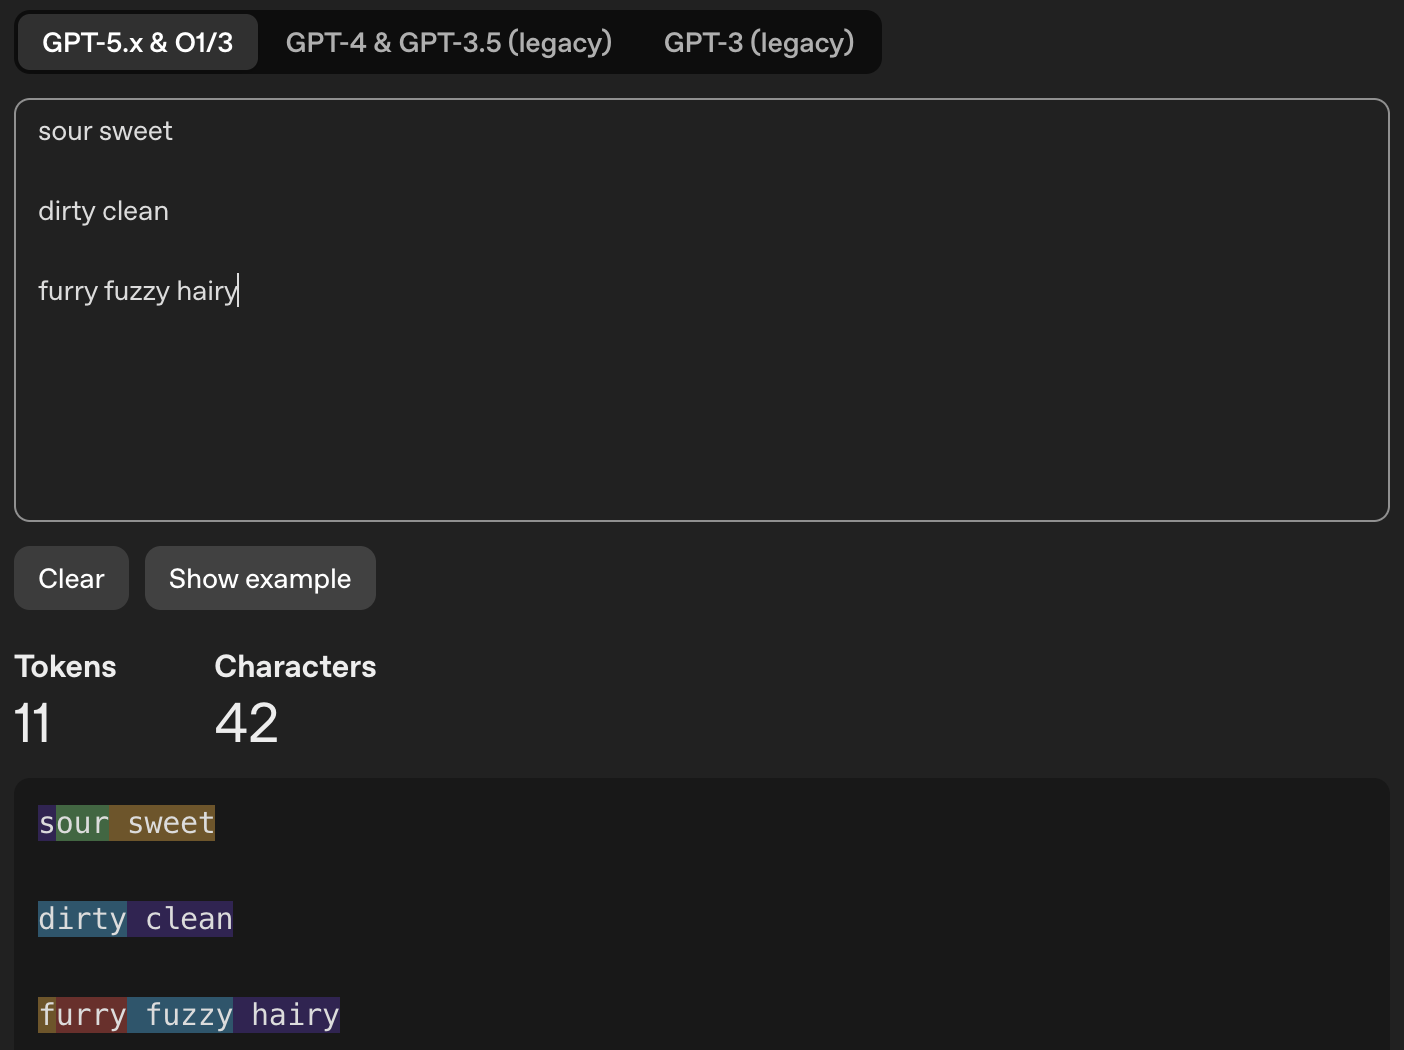 GPT-5.x & O1/3 GPT-4 & GPT-3.5 (legacy) GPT-3 (legacy)
sour sweet
dirty clean
furry fuzzy hairy
Clear Show example
Tokens Characters
11 42
sour sweet
dirty clean
furry fuzzy hairy